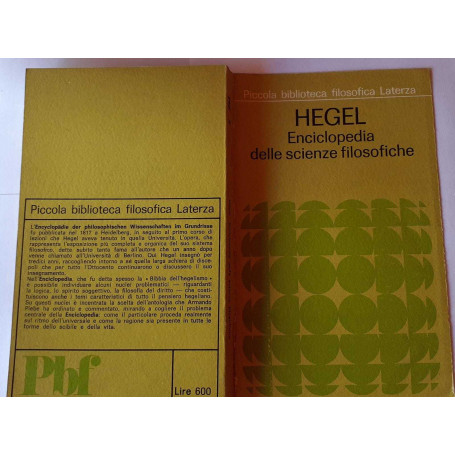 Piccola biblioteca filosofica Laterza
L'Encyclopädie der philosophischen Wissenschaften im Grundrisse
fu pubblicata nel 1817 a Heidelberg, in seguito al primo corso di
lezioni che Hegel aveva tenuto in quella Università. L'opera, che
rappresenta l'esposizione più completa e organica del suo sistema
filosofico, dette subito tanta fama all'autore che un anno dopo
venne chiamato all'Università di Berlino. Qui Hegel insegnò per
tredici anni, raccogliendo intorno a sé quella larga schiera di disce-
poli che per tutto l'Ottocento continuarono o discussero il suo
insegnamento.
Nell'Enciclopedia, che fu detta spesso la « Bibbia dell'hegelismo »
è possibile individuare alcuni nuclei problematici — riguardanti
la logica, lo spirito soggettivo, la filosofia del diritto — che costi-
tuiscono anche i temi caratteristici di tutto il pensiero hegeliano.
Su questi nuclei è incentrata la scelta dell'antologia che Armando
Plebe ha ordinato e commentato, mirando a cogliere il problema
centrale della Enciclopedia: come il particolare proceda realmente
al ritmo dell'universale e come la ragione sia presente in tutte le
forme dello scibile e della vita.
Pbf
Lire 600
Piccola biblioteca filosofica Laterza
HEGEL
Enciclopedia
delle scienze filosofiche